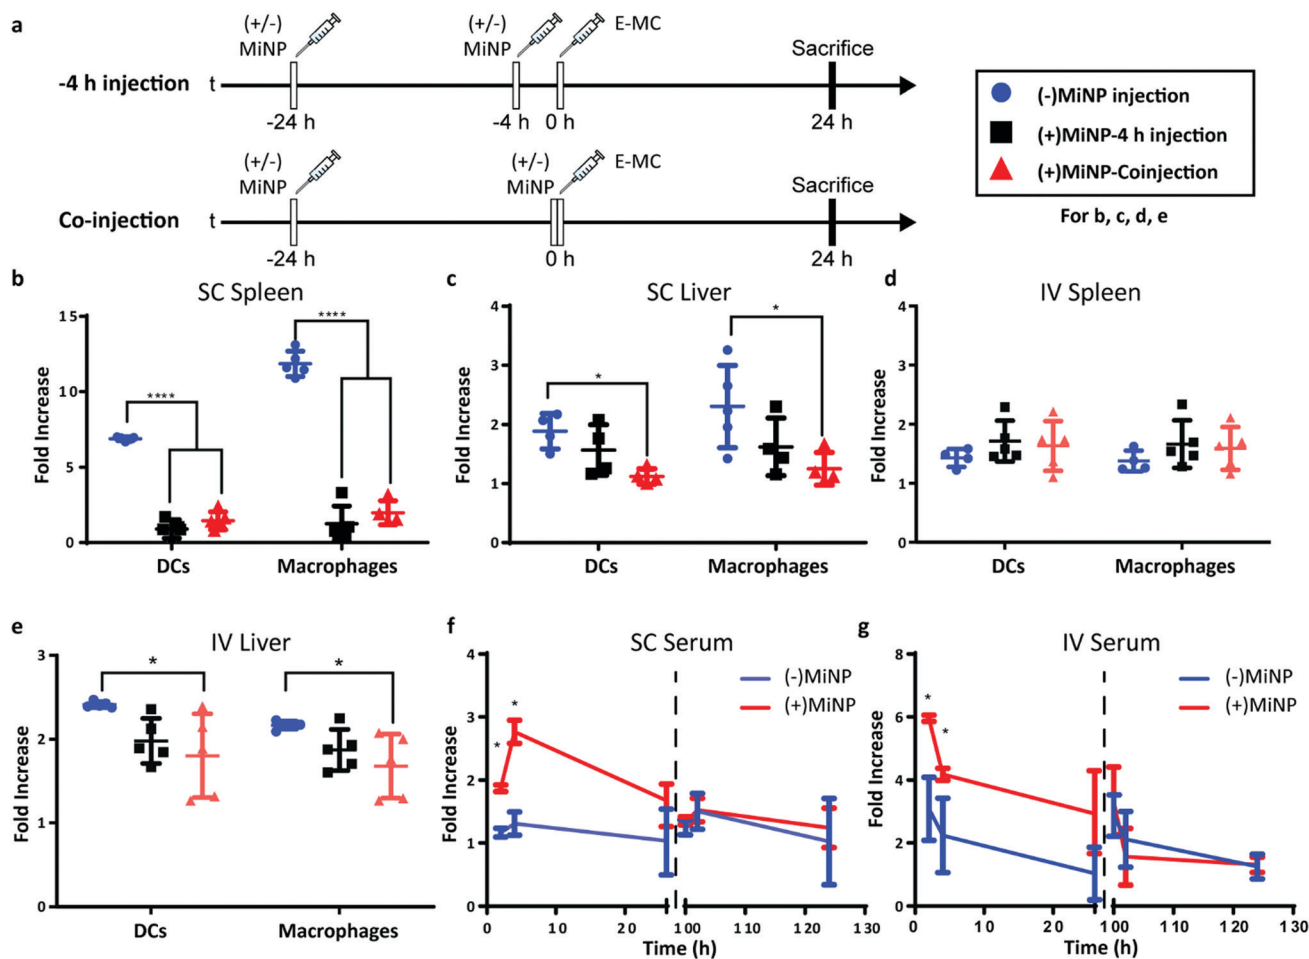 a
(+/-)
MiNP
(+/-)
MiNP
E-MC
Sacrifice
-4 h injection
t
-24 h
-4 h
0 h
24 h
(+/-)
MiNP
(+/-)
MiNP
E-MC
Sacrifice
Co-injection
t
-24 h
0 h
24 h
(-)MiNP injection
(+)MiNP-4 h injection
(+)MiNP-Coinjection
For b, c, d, e
b
SC Spleen
Fold Increase
15
10
5
0
****
****
DCs
Macrophages
c
SC Liver
Fold Increase
4
3
2
1
0
*
*
DCs
Macrophages
d
IV Spleen
Fold Increase
4
3
2
1
0
DCs
Macrophages
e
IV Liver
Fold Increase
3
2
1
0
*
*
DCs
Macrophages
f
SC Serum
Fold Increase
4
3
2
1
0
*
*
(-)MiNP
(+)MiNP
0
10
20
100
110
120
130
Time (h)
g
IV Serum
Fold Increase
8
6
4
2
0
*
*
(-)MiNP
(+)MiNP
0
10
20
100
110
120
130
Time (h)